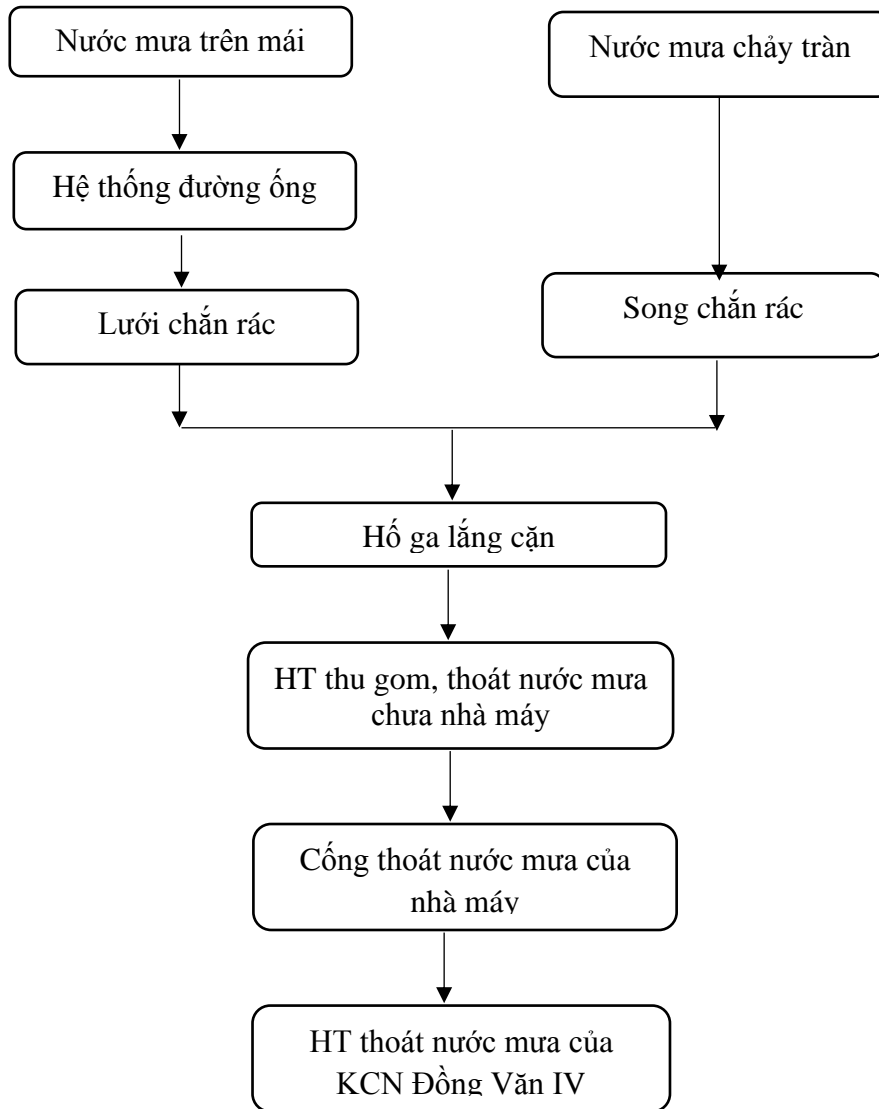 Nước mưa trên mái
Nước mưa chảy tràn
Hệ thống đường ống
Lưới chắn rác
Song chắn rác
Hố ga lắng cặn
HT thu gom, thoát nước mưa
chưa nhà máy
Cống thoát nước mưa của
nhà máy
HT thoát nước mưa của
KCN Đồng Văn IV